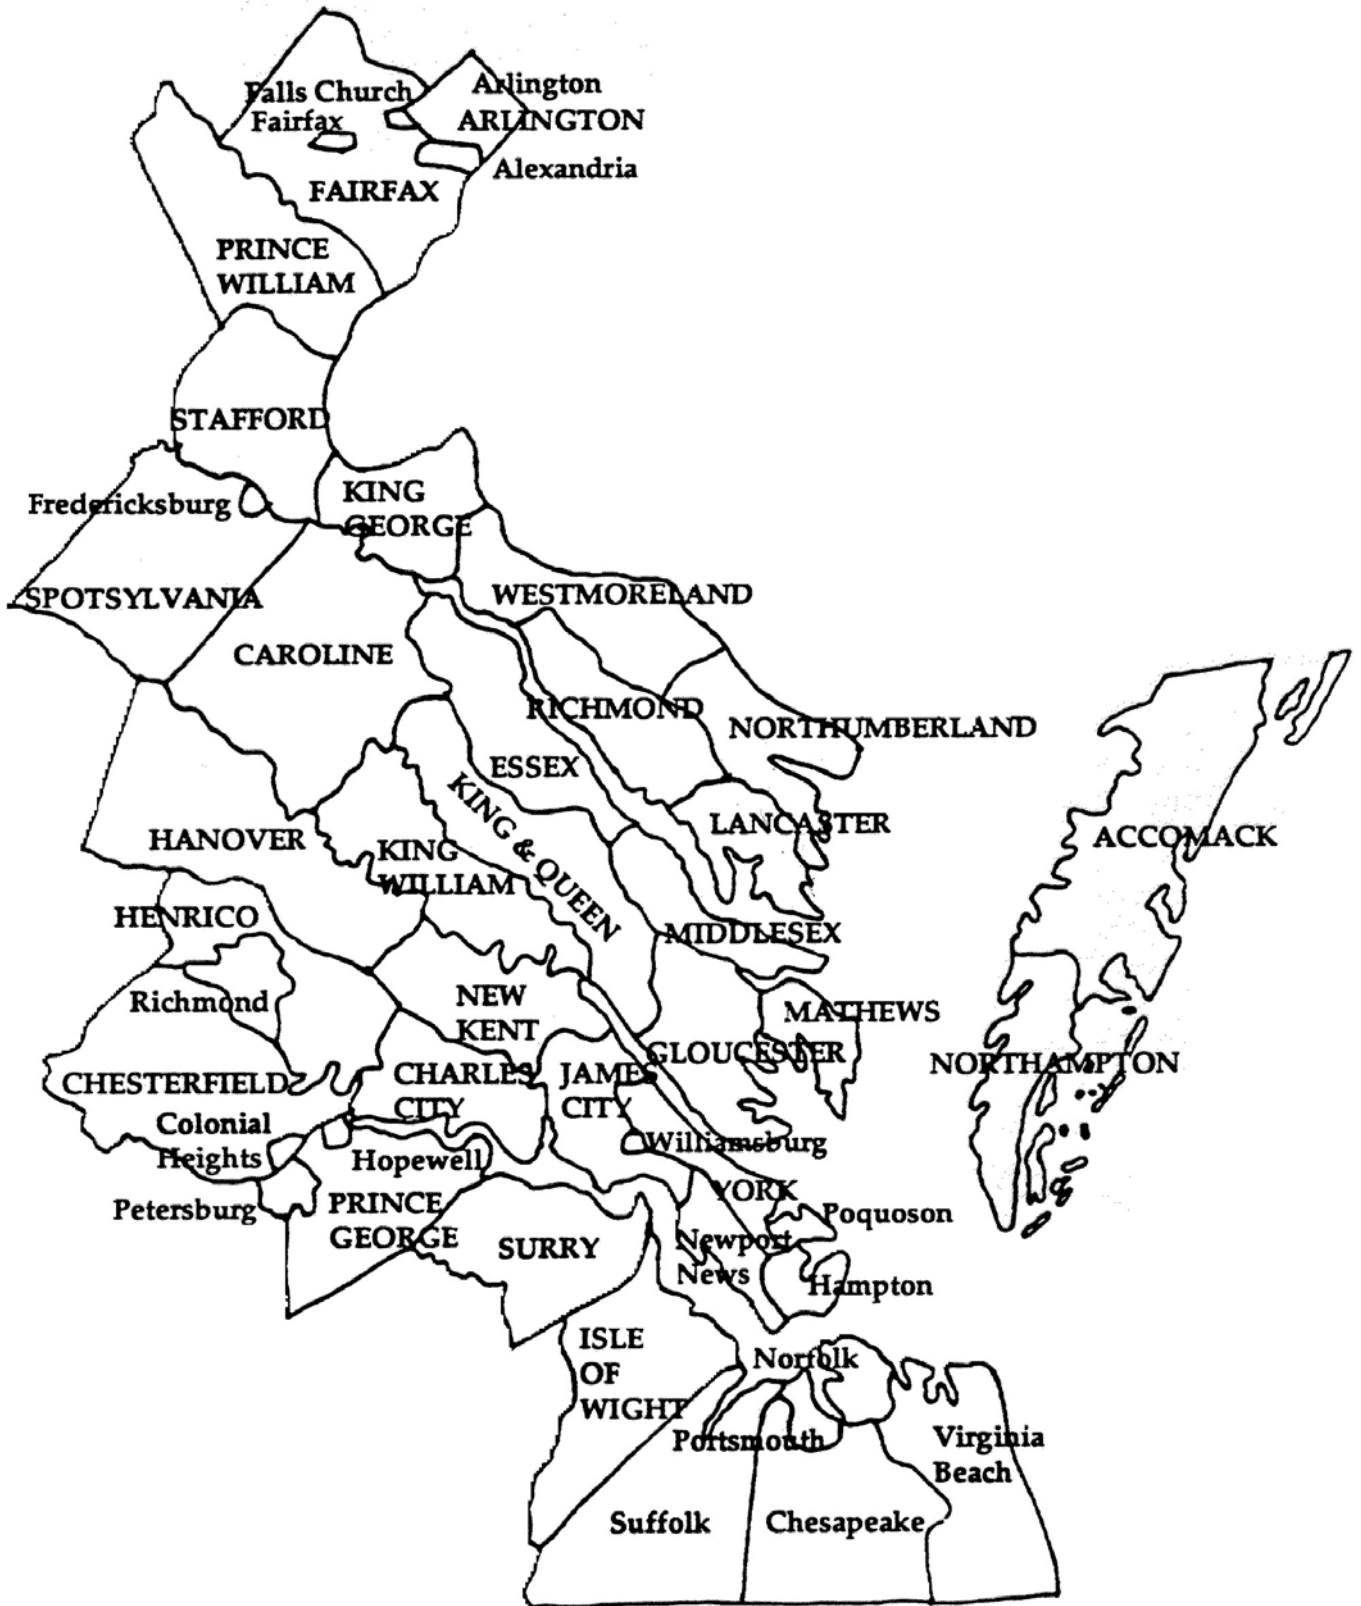 Falls Church
Arlington
Fairfax
ARLINGTON
Alexandria
FAIRFAX
PRINCE
WILLIAM
STAFFORD
KING
GEORGE
Fredericksburg
SPOTSYLVANIA
WESTMORELAND
CAROLINE
RICHMOND
NORTHUMBERLAND
ESSEX
KING & QUEEN
LANCASTER
ACCOMACK
HANOVER
KING
WILLIAM
HENRICO
MIDDLESEX
Richmond
NEW
KENT
MATHEWS
GLOUCESTER
NORTHAMPTON
CHESTERFIELD
CHARLES
CITY
JAMES
CITY
Colonial
Heights
Williamsburg
Hopewell
Petersburg
PRINCE
GEORGE
YORK
Poquoson
SURRY
Newport
News
Hampton
ISLE
OF
WIGHT
Norfolk
Portsmouth
Virginia
Beach
Suffolk
Chesapeake